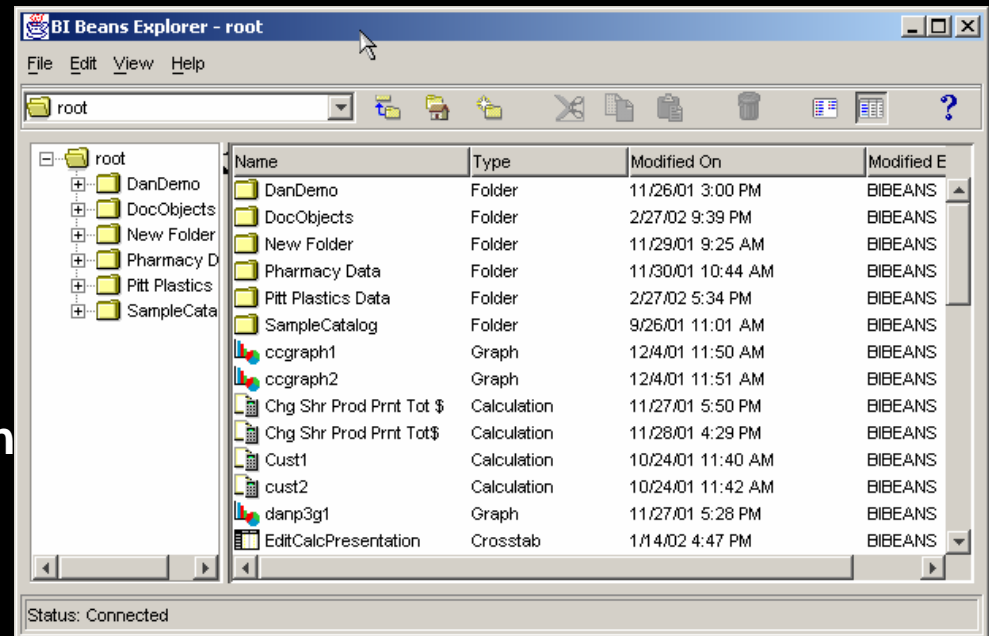 BI Beans Explorer - root
File Edit View Help
root
root
DanDemo
DocObjects
New Folder
Pharmacy D
Pitt Plastics
SampleCata
Name Type Modified On Modified E
DanDemo Folder 11/26/01 3:00 PM BIBEANS
DocObjects Folder 2/27/02 9:39 PM BIBEANS
New Folder Folder 11/29/01 9:25 AM BIBEANS
Pharmacy Data Folder 11/30/01 10:44 AM BIBEANS
Pitt Plastics Data Folder 2/27/02 5:34 PM BIBEANS
SampleCatalog Folder 9/26/01 11:01 AM BIBEANS
ccgraph1 Graph 12/4/01 11:50 AM BIBEANS
ccgraph2 Graph 12/4/01 11:51 AM BIBEANS
Chg Shr Prod Prnt Tot $ Calculation 11/27/01 5:50 PM BIBEANS
Chg Shr Prod Prnt Tot$ Calculation 11/28/01 4:29 PM BIBEANS
Cust1 Calculation 10/24/01 11:40 AM BIBEANS
cust2 Calculation 10/24/01 11:42 AM BIBEANS
danp3g1 Graph 11/27/01 5:28 PM BIBEANS
EditCalcPresentation Crosstab 1/14/02 4:47 PM BIBEANS
n
Status: Connected